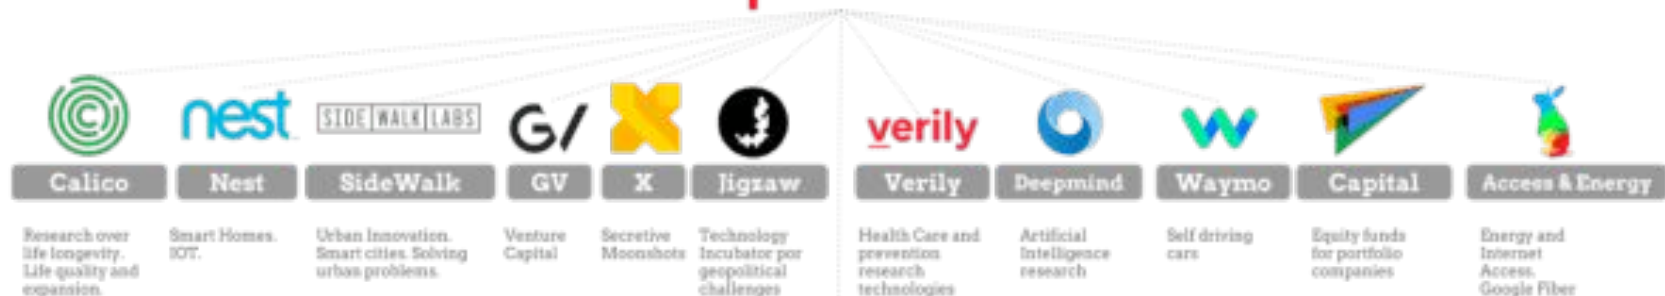 nest
SIDE WALK LABS
G/
verily
Calico
Nest
SideWalk
GV
X
Jigzaw
Verily
Deepmind
Waymo
Capital
Access & Energy
Research over
life longevity.
Life quality and
expansion.
Smart Homes.
IOT.
Urban Innovation.
Smart cities. Solving
urban problems.
Venture
Capital
Secretive
Moonshots
Technology
Incubator por
geopolitical
challenges
Health Care and
prevention
research
technologies
Artificial
Intelligence
research
Self driving
cars
Equity funds
for portfolio
companies
Energy and
Internet
Access.
Google Fiber